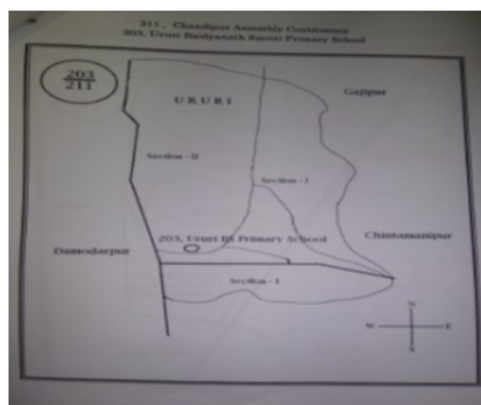 211, Chandipur Assembly Contituency
203, Ururi Baidyanath Smriti Primary School
203
211
URURI
Gajipur
Section - II
Section - I
203, Ururi BS Primary School
Chintamanipur
Damodarpur
Section - I
N
W
E
S